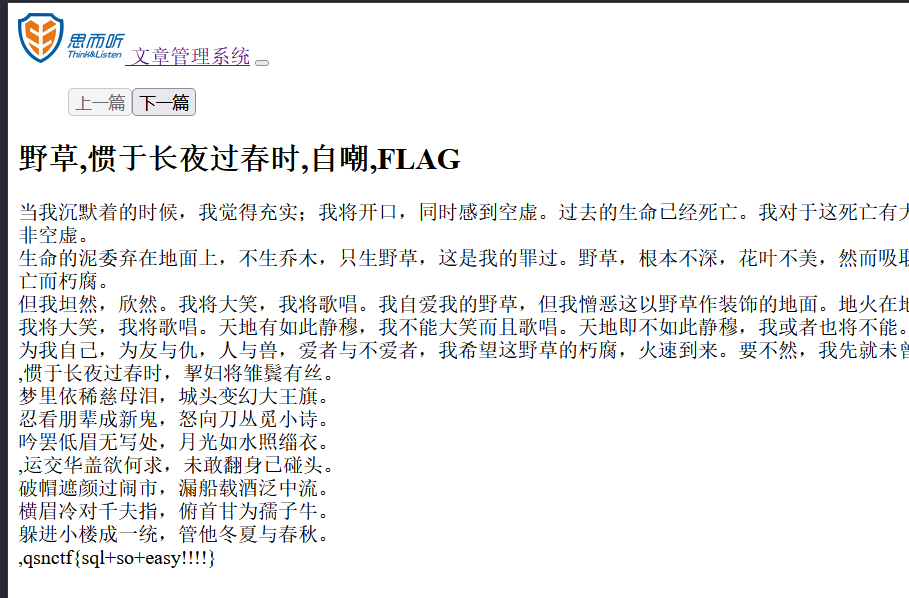 思而听
Think&Listen
文章管理系统
上一篇 下一篇
野草,惯于长夜过春时,自嘲,FLAG
当我沉默着的时候，我觉得充实；我将开口，同时感到空虚。过去的生命已经死亡。我对于这死亡有大
非空虚。
生命的泥委弃在地面上，不生乔木，只生野草，这是我的罪过。野草，根本不深，花叶不美，然而吸取
亡而朽腐。
但我坦然，欣然。我将大笑，我将歌唱。我自爱我的野草，但我憎恶这以野草作装饰的地面。地火在地
我将大笑，我将歌唱。天地有如此静穆，我不能大笑而且歌唱。天地即不如此静穆，我或者也将不能。
为我自己，为友与仇，人与兽，爱者与不爱者，我希望这野草的朽腐，火速到来。要不然，我先就未曾
,惯于长夜过春时，挈妇将雏鬓有丝。
梦里依稀慈母泪，城头变幻大王旗。
忍看朋辈成新鬼，怒向刀丛觅小诗。
吟罢低眉无写处，月光如水照缁衣。
,运交华盖欲何求，未敢翻身已碰头。
破帽遮颜过闹市，漏船载酒泛中流。
横眉冷对千夫指，俯首甘为孺子牛。
躲进小楼成一统，管他冬夏与春秋。
,qsnctf{sql+so+easy!!!!}